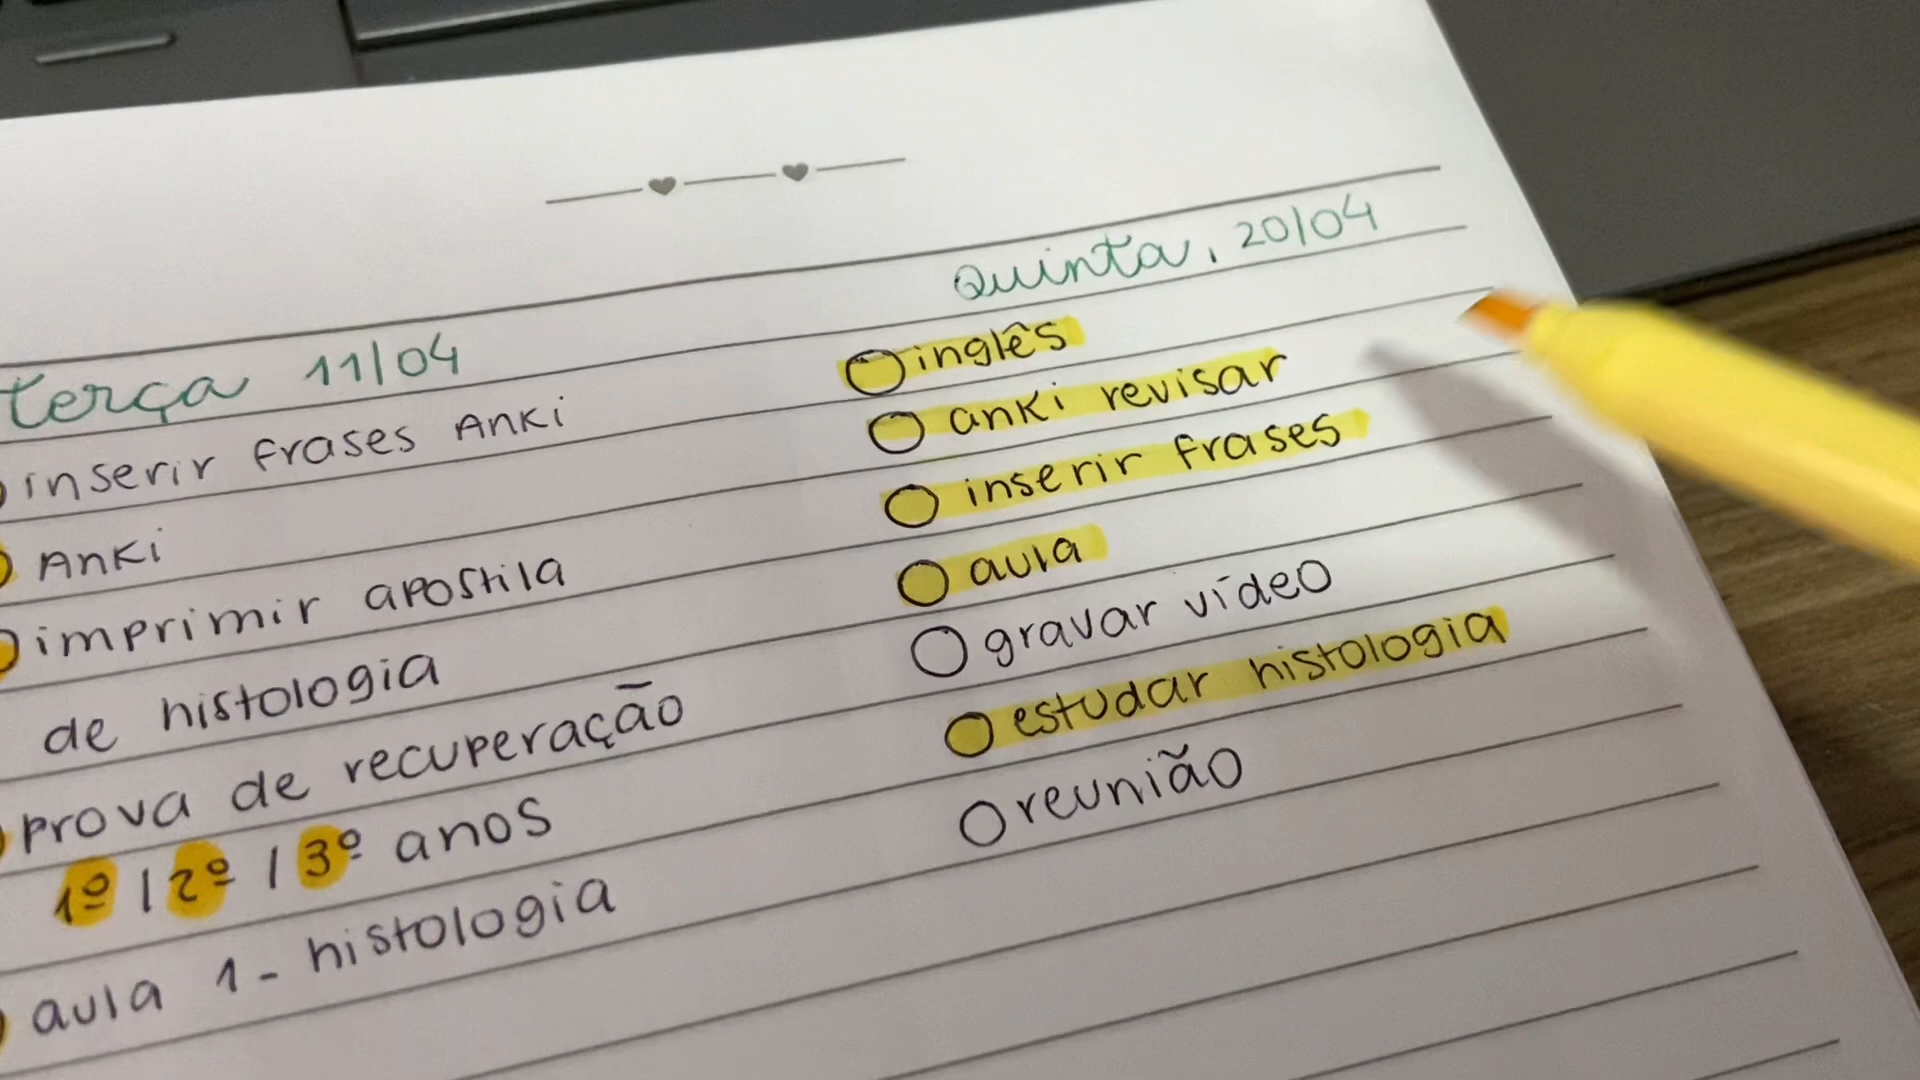 terça 11/04
inserir frases Anki
Anki
imprimir apostila
de histologia
prova de recuperação
1º / 2º / 3º anos
aula 1 - histologia
Quinta, 20/04
inglês
anki revisar
inserir frases
aula
gravar vídeo
estudar histologia
reunião